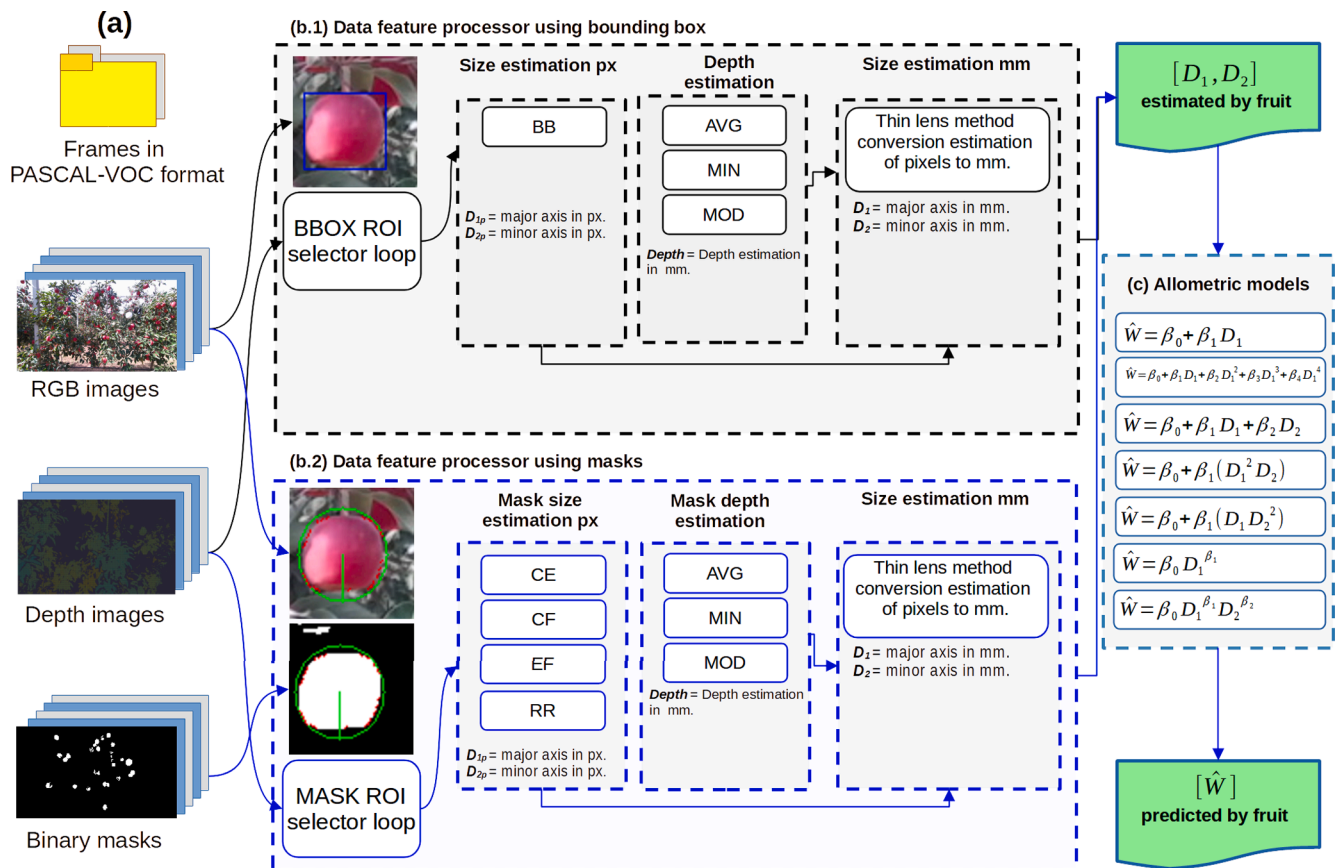 (a)
Frames in
PASCAL-VOC format
RGB images
Depth images
Binary masks
(b.1) Data feature processor using bounding box
BBOX ROI
selector loop
Size estimation px
BB
D1p = major axis in px.
D2p = minor axis in px.
Depth
estimation
AVG
MIN
MOD
Depth = Depth estimation
in mm.
Size estimation mm
Thin lens method
conversion estimation
of pixels to mm.
D1 = major axis in mm.
D2 = minor axis in mm.
(b.2) Data feature processor using masks
MASK ROI
selector loop
Mask size
estimation px
CE
CF
EF
RR
D1p = major axis in px.
D2p = minor axis in px.
Mask depth
estimation
AVG
MIN
MOD
Depth = Depth estimation
in mm.
Size estimation mm
Thin lens method
conversion estimation
of pixels to mm.
D1 = major axis in mm.
D2 = minor axis in mm.
[D₁, D₂]
estimated by fruit
(c) Allometric models
Ŵ = β₀ + β₁ D₁
Ŵ = β₀ + β₁ D₁ + β₂ D₁² + β₃ D₁³ + β₄ D₁⁴
Ŵ = β₀ + β₁ D₁ + β₂ D₂
Ŵ = β₀ + β₁ (D₁² D₂)
Ŵ = β₀ + β₁ (D₁ D₂²)
Ŵ = β₀ D₁^β₁
Ŵ = β₀ D₁^β₁ D₂^β₂
[Ŵ]
predicted by fruit